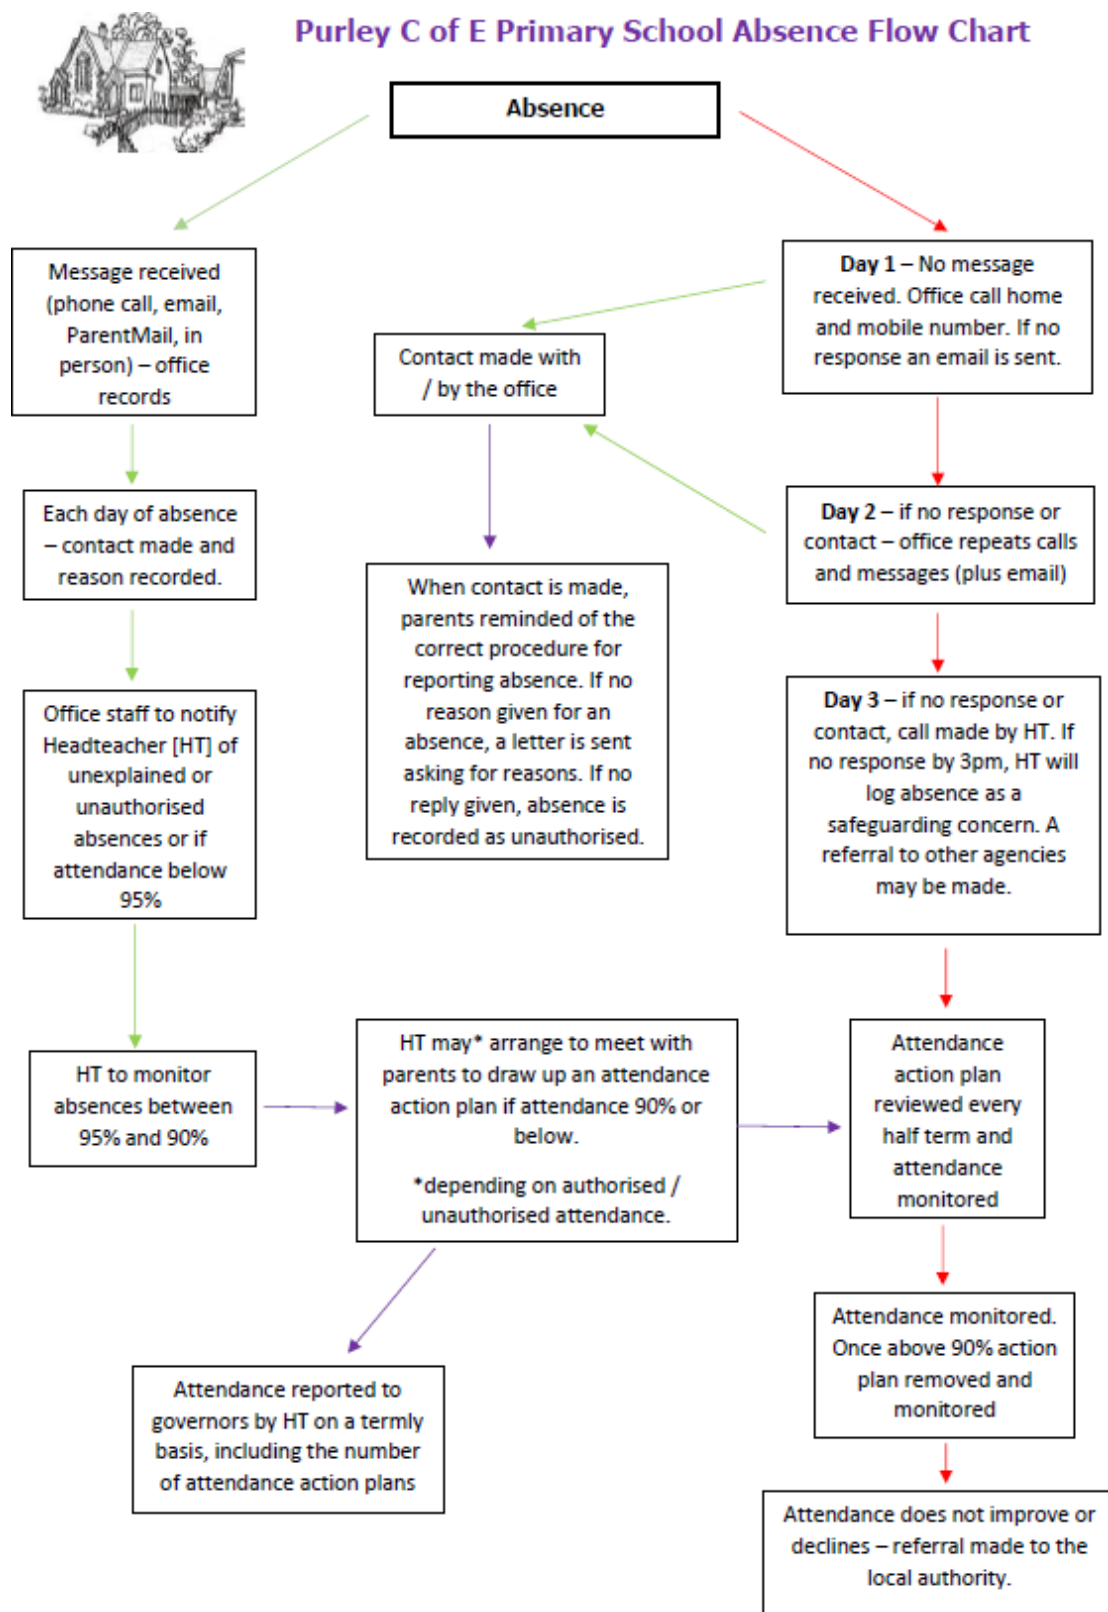 Purley C of E Primary School Absence Flow Chart
Absence
Message received
(phone call, email,
ParentMail, in
person) – office
records
Each day of absence
– contact made and
reason recorded.
Office staff to notify
Headteacher [HT] of
unexplained or
unauthorised
absences or if
attendance below
95%
HT to monitor
absences between
95% and 90%
Contact made with
/ by the office
When contact is made,
parents reminded of the
correct procedure for
reporting absence. If no
reason given for an
absence, a letter is sent
asking for reasons. If no
reply given, absence is
recorded as unauthorised.
Day 1 – No message
received. Office call home
and mobile number. If no
response an email is sent.
Day 2 – if no response or
contact – office repeats calls
and messages (plus email)
Day 3 – if no response or
contact, call made by HT. If
no response by 3pm, HT will
log absence as a
safeguarding concern. A
referral to other agencies
may be made.
HT may* arrange to meet with
parents to draw up an attendance
action plan if attendance 90% or
below.
*depending on authorised /
unauthorised attendance.
Attendance
action plan
reviewed every
half term and
attendance
monitored
Attendance reported to
governors by HT on a termly
basis, including the number
of attendance action plans
Attendance monitored.
Once above 90% action
plan removed and
monitored
Attendance does not improve or
declines – referral made to the
local authority.